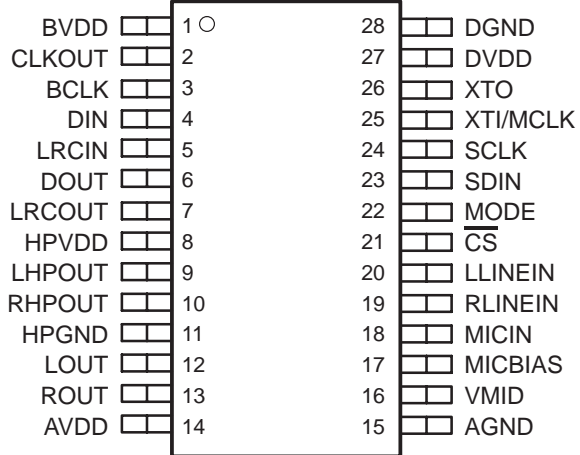 BVDD 1 28 DGND
CLKOUT 2 27 DVDD
BCLK 3 26 XTO
DIN 4 25 XTI/MCLK
LRCIN 5 24 SCLK
DOUT 6 23 SDIN
LRCOUT 7 22 MODE
HPVDD 8 21 C̅S̅
LHPOUT 9 20 LLINEIN
RHPOUT 10 19 RLINEIN
HPGND 11 18 MICIN
LOUT 12 17 MICBIAS
ROUT 13 16 VMID
AVDD 14 15 AGND